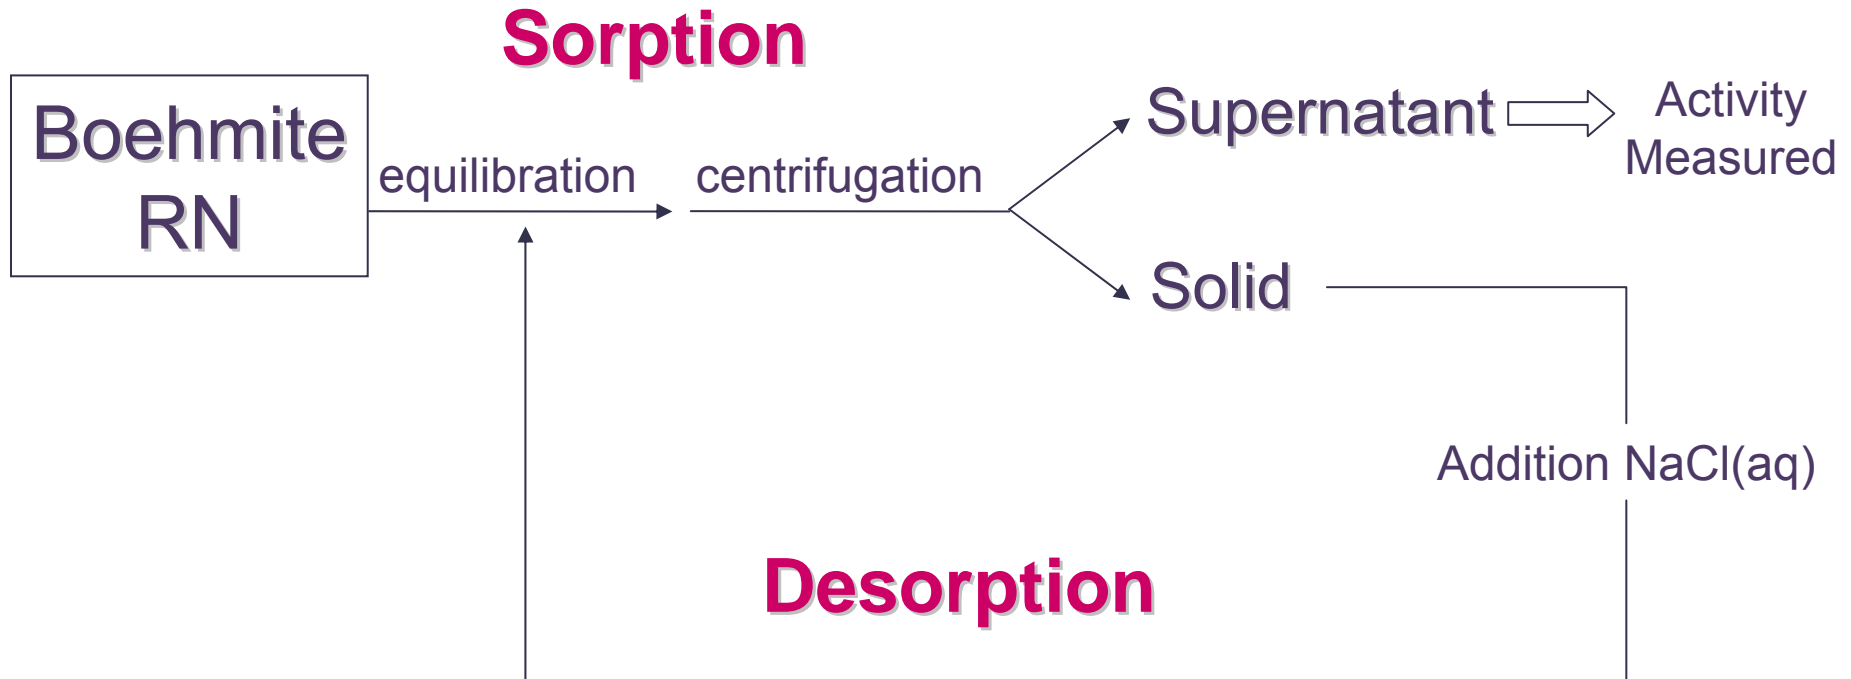 Sorption
Boehmite
RN
equilibration
centrifugation
Supernatant
Activity
Measured
Solid
Addition NaCl(aq)
Desorption